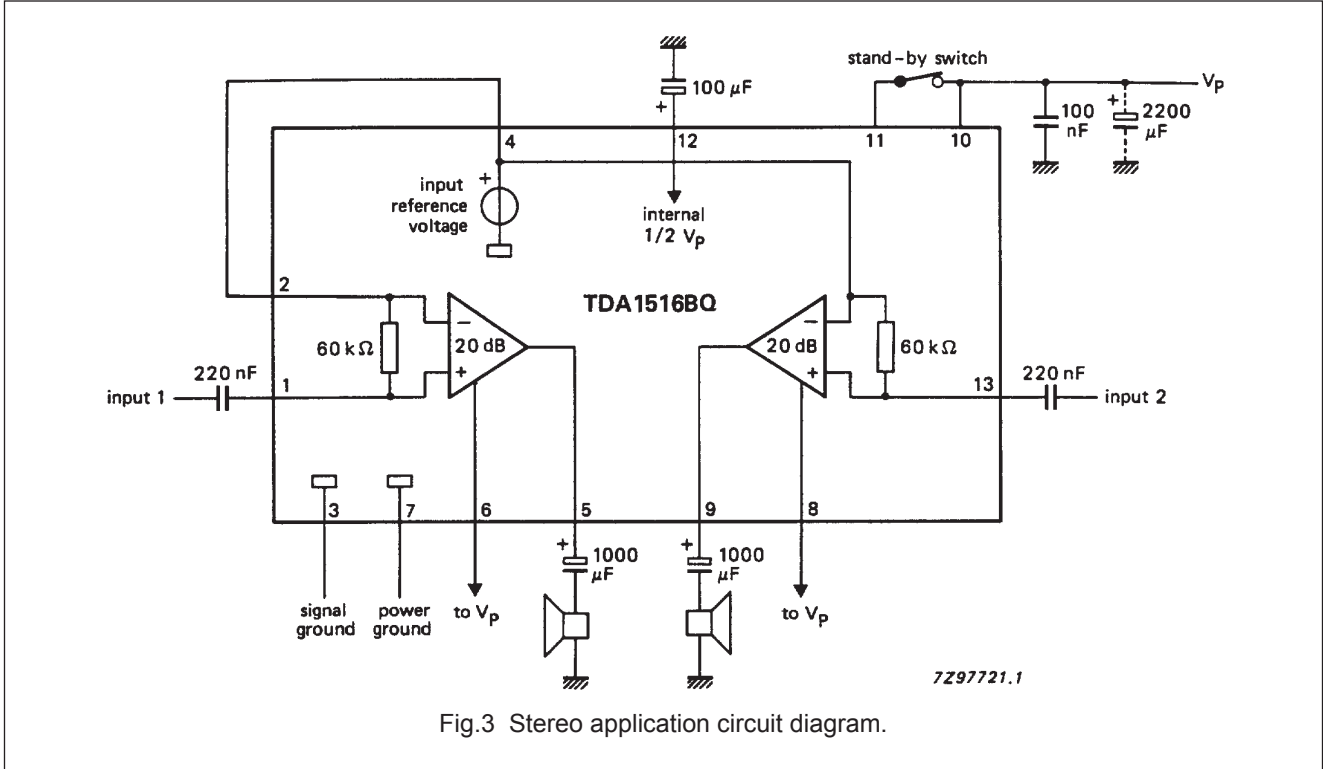 stand-by switch
100 µF
+
Vp
100
nF
+
2200
µF
4
12
11
10
input
reference
voltage
+
internal
1/2 Vp
2
TDA1516BQ
60 kΩ
−
20 dB
+
−
20 dB
+
60 kΩ
220 nF
1
13
220 nF
input 1
input 2
3
7
6
5
9
8
+
1000
µF
+
1000
µF
signal
ground
power
ground
to Vp
to Vp
7Z97721.1
Fig.3 Stereo application circuit diagram.